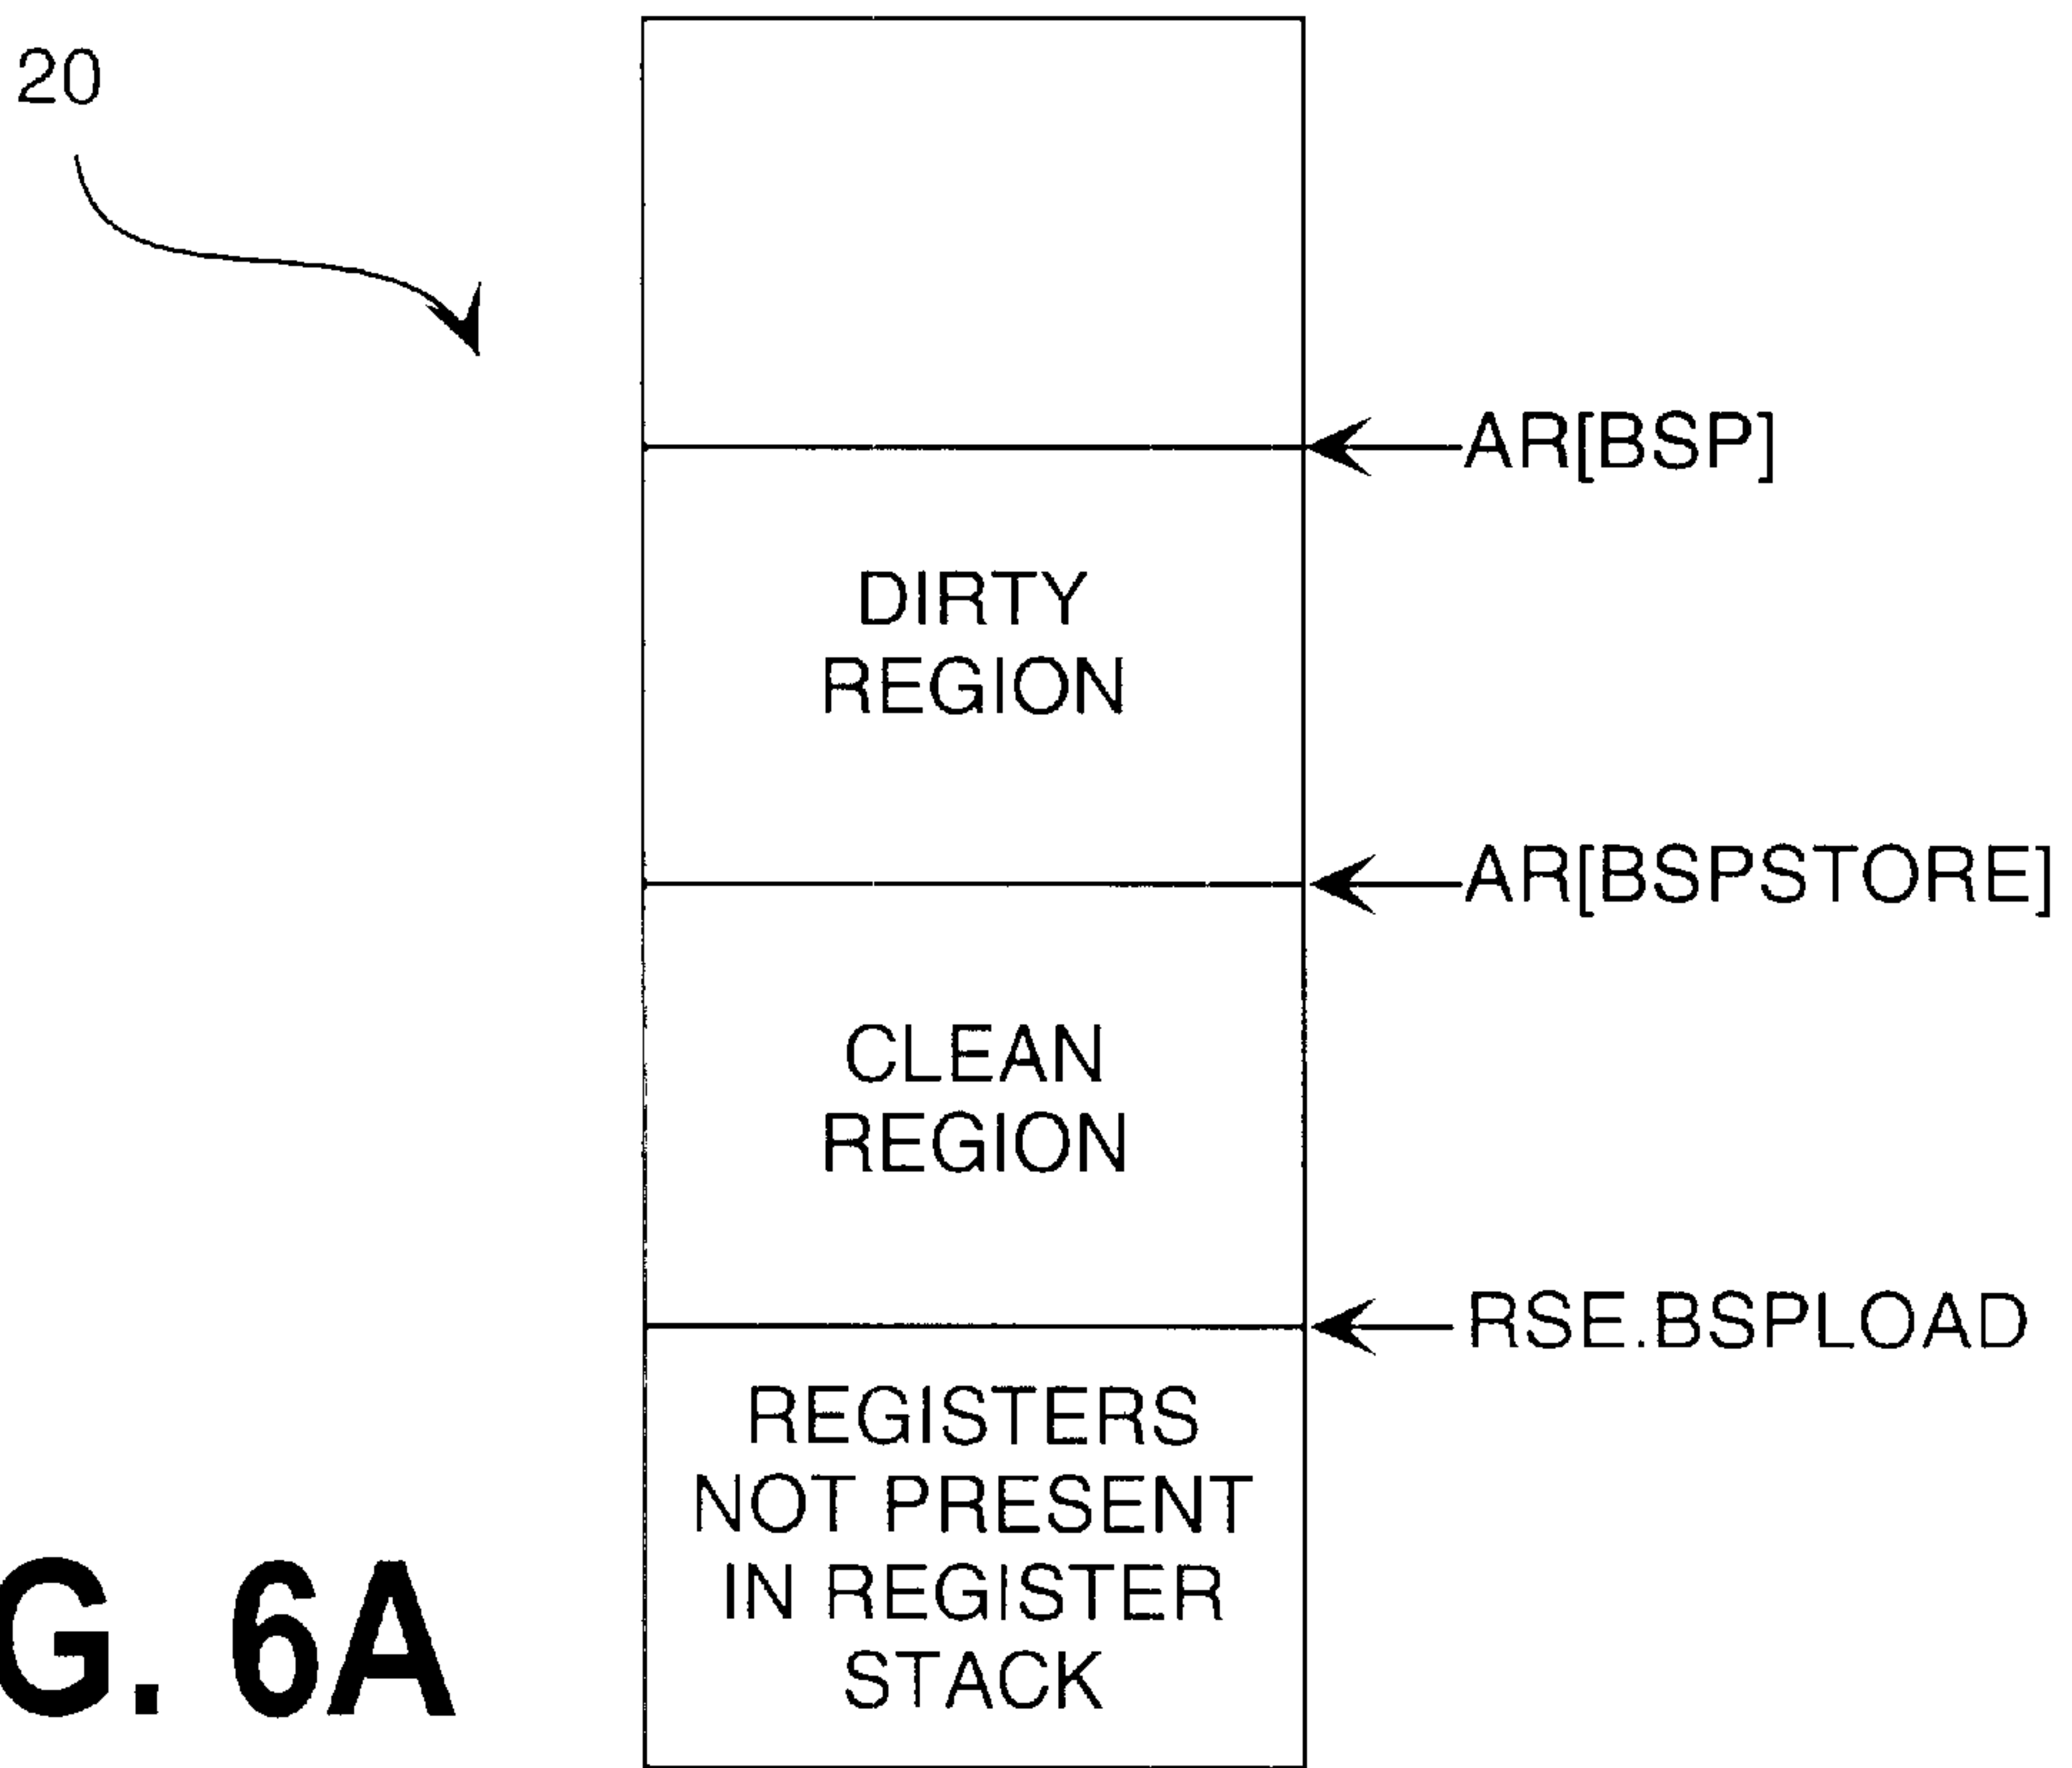 20
AR[BSP]
DIRTY
REGION
AR[BSPSTORE]
CLEAN
REGION
RSE.BSPLOAD
REGISTERS
NOT PRESENT
IN REGISTER
STACK
G. 6A